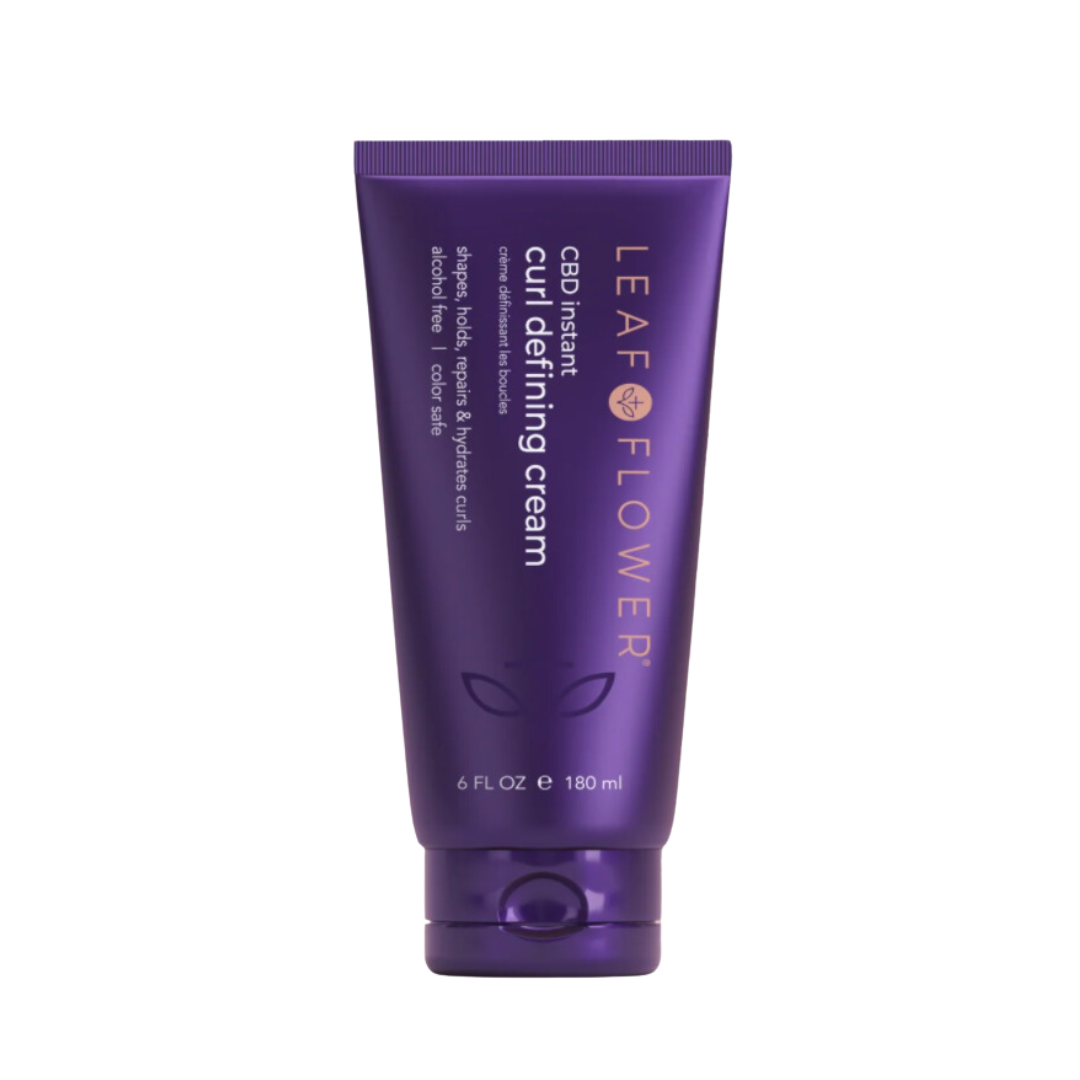 LEAF FLOWER®
CBD instant
curl defining cream
crème définissant les boucles
shapes, holds, repairs & hydrates curls
alcohol free | color safe
6 FL OZ ℮ 180 ml